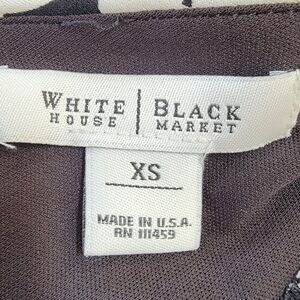 WHITE | BLACK
HOUSE | MARKET
XS
MADE IN U.S.A.
RN 111459